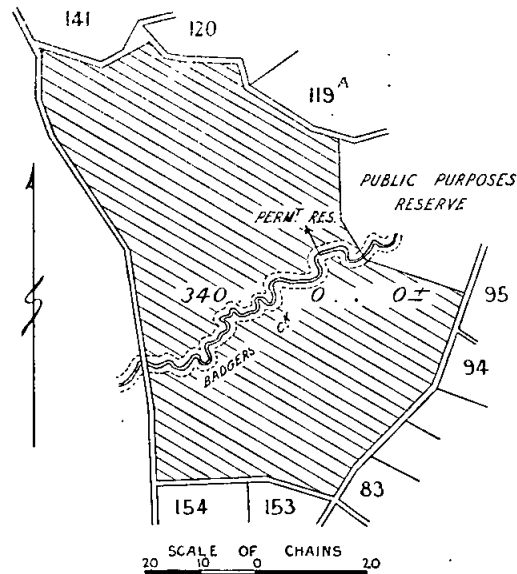 141
120
119A
PUBLIC PURPOSES
RESERVE
PERMT RES.
340 0 . . 0±
BADGERS CK
95
94
83
154
153
SCALE OF CHAINS
20 10 0 20